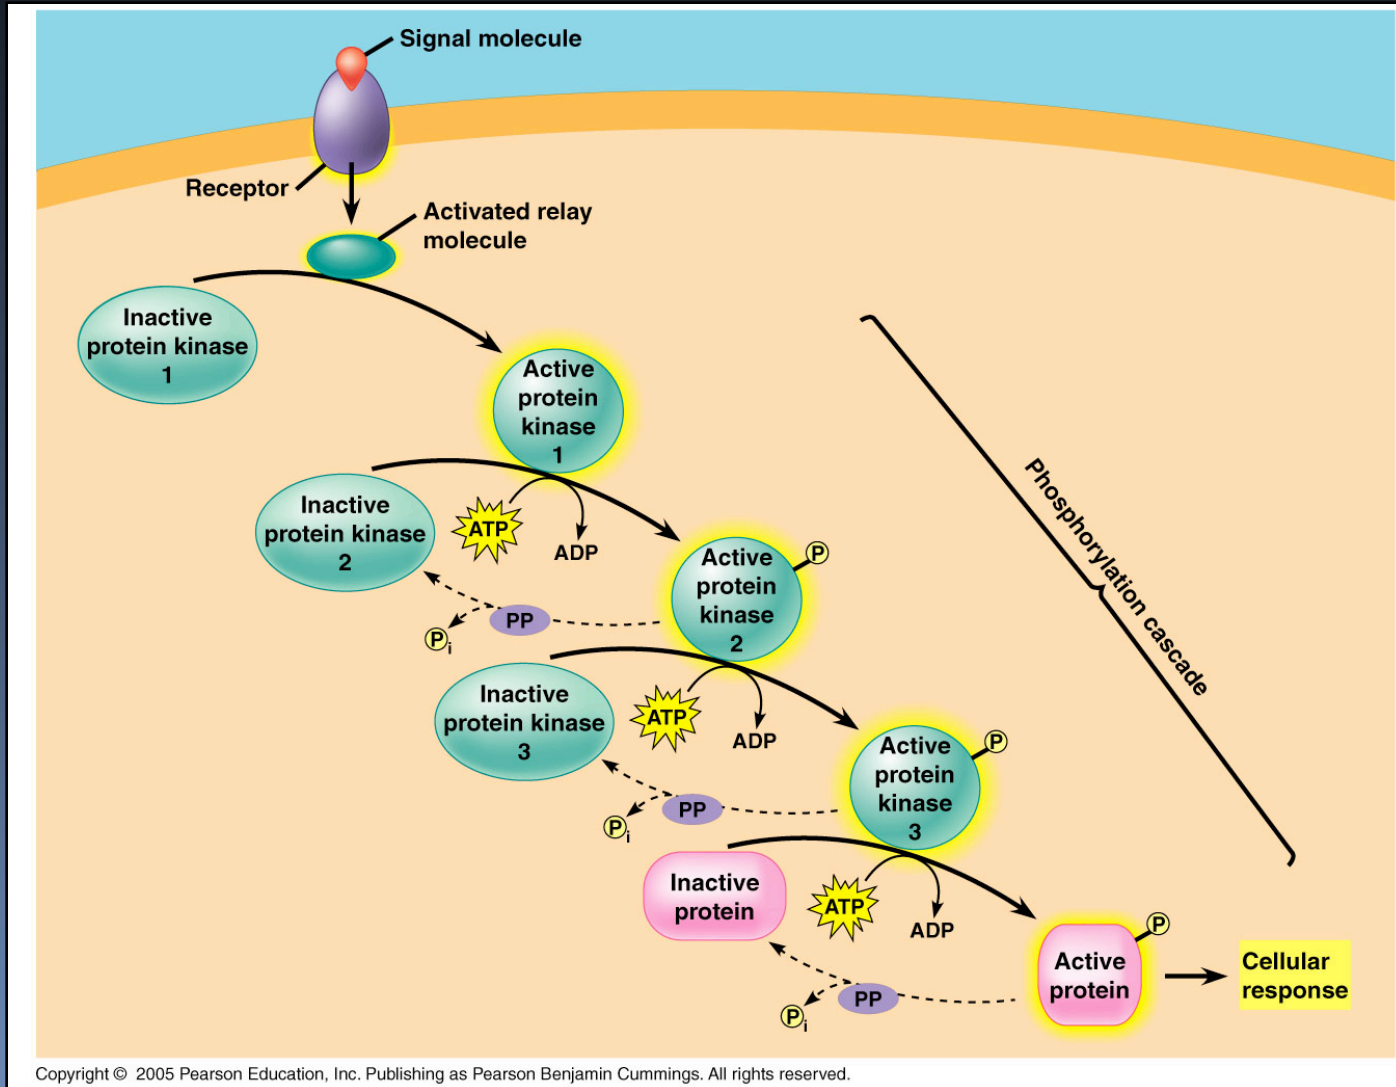 Signal molecule
Receptor
Activated relay
molecule
Inactive
protein kinase
1
Active
protein
kinase
1
Inactive
protein kinase
2
ATP
ADP
Active
protein
kinase
2
P
PP
Pi
Inactive
protein kinase
3
ATP
ADP
Active
protein
kinase
3
P
PP
Pi
Inactive
protein
ATP
ADP
Active
protein
P
PP
Pi
Cellular
response
Phosphorylation cascade
Copyright © 2005 Pearson Education, Inc. Publishing as Pearson Benjamin Cummings. All rights reserved.